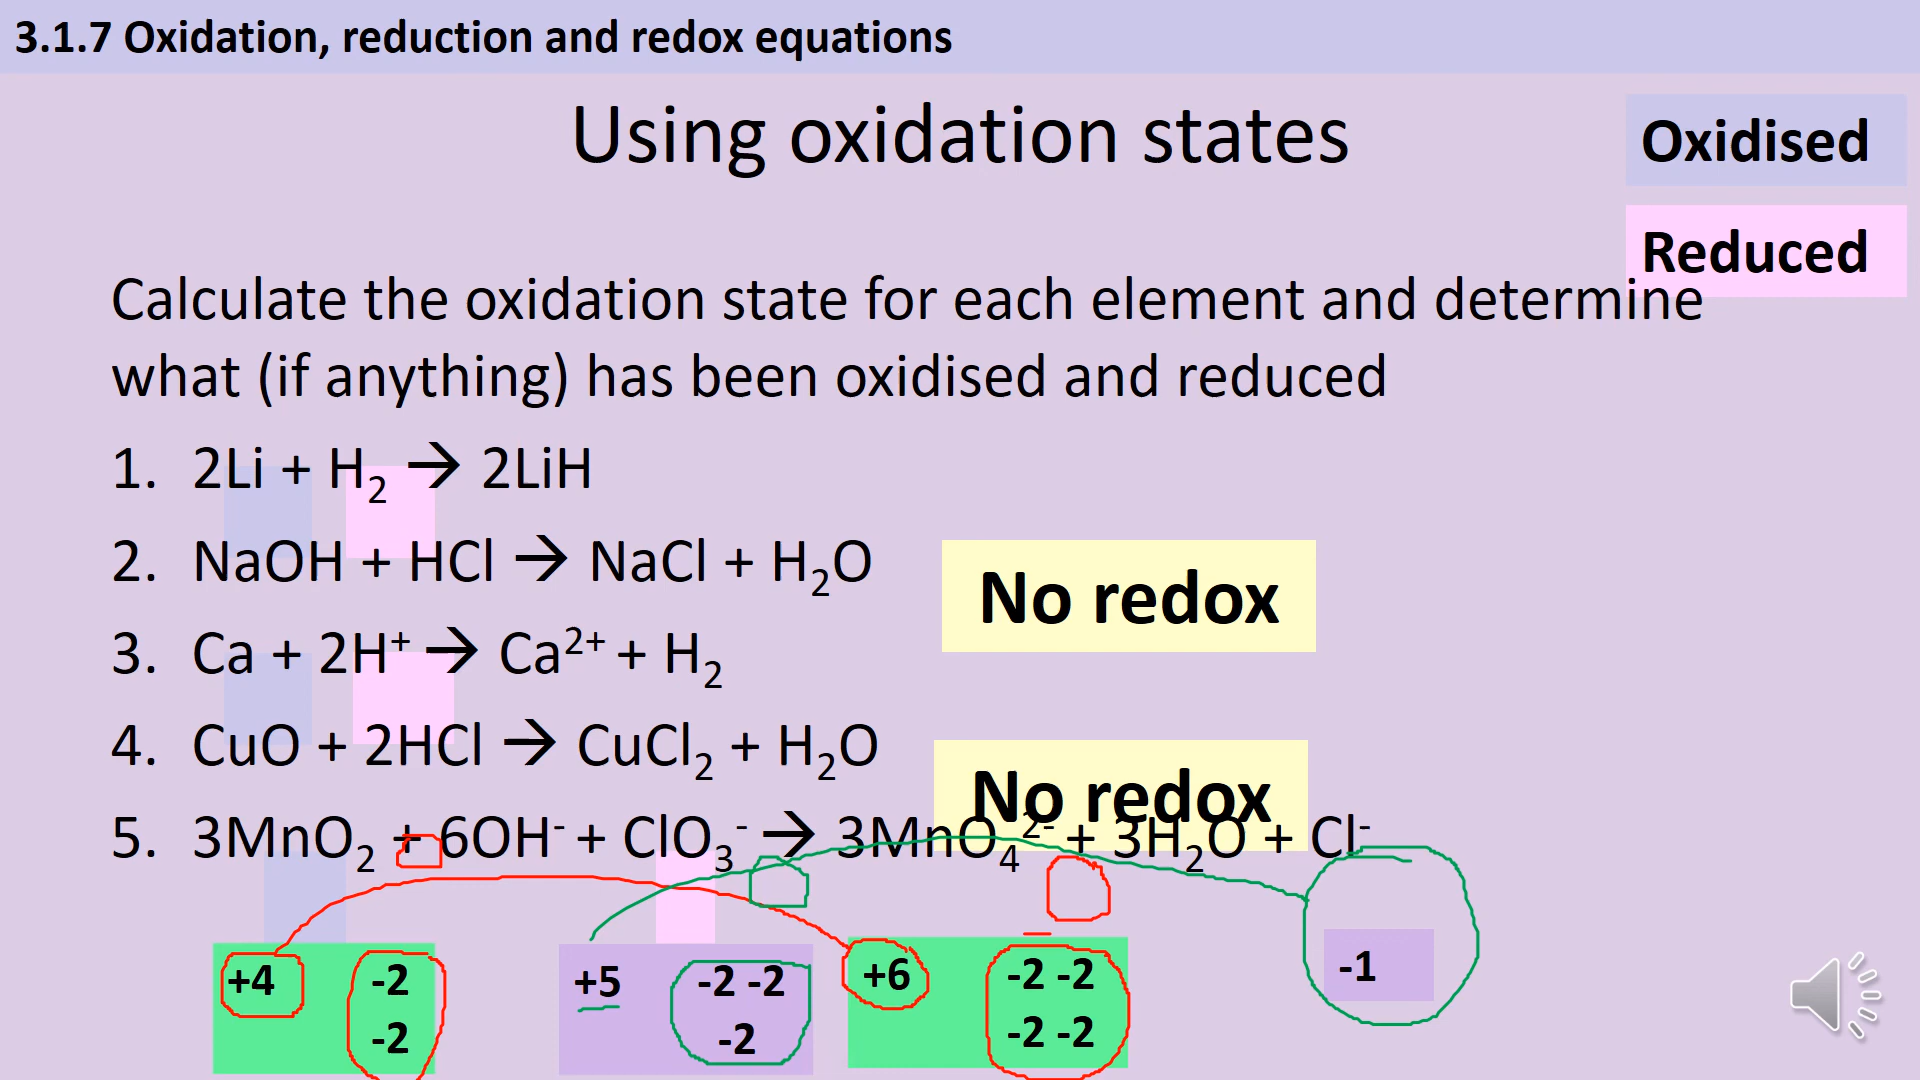 3.1.7 Oxidation, reduction and redox equations
Using oxidation states
Oxidised
Reduced
Calculate the oxidation state for each element and determine
what (if anything) has been oxidised and reduced
1. 2Li + H₂ → 2LiH
2. NaOH + HCl → NaCl + H₂O
No redox
3. Ca + 2H⁺ → Ca²⁺ + H₂
4. CuO + 2HCl → CuCl₂ + H₂O
No redox
5. 3MnO₂ + 6OH⁻ + ClO₃⁻ → 3MnO₄²⁻ + 3H₂O + Cl⁻
+4 -2 +5 -2 -2 +6 -2 -2 -1
-2 -2 -2 -2